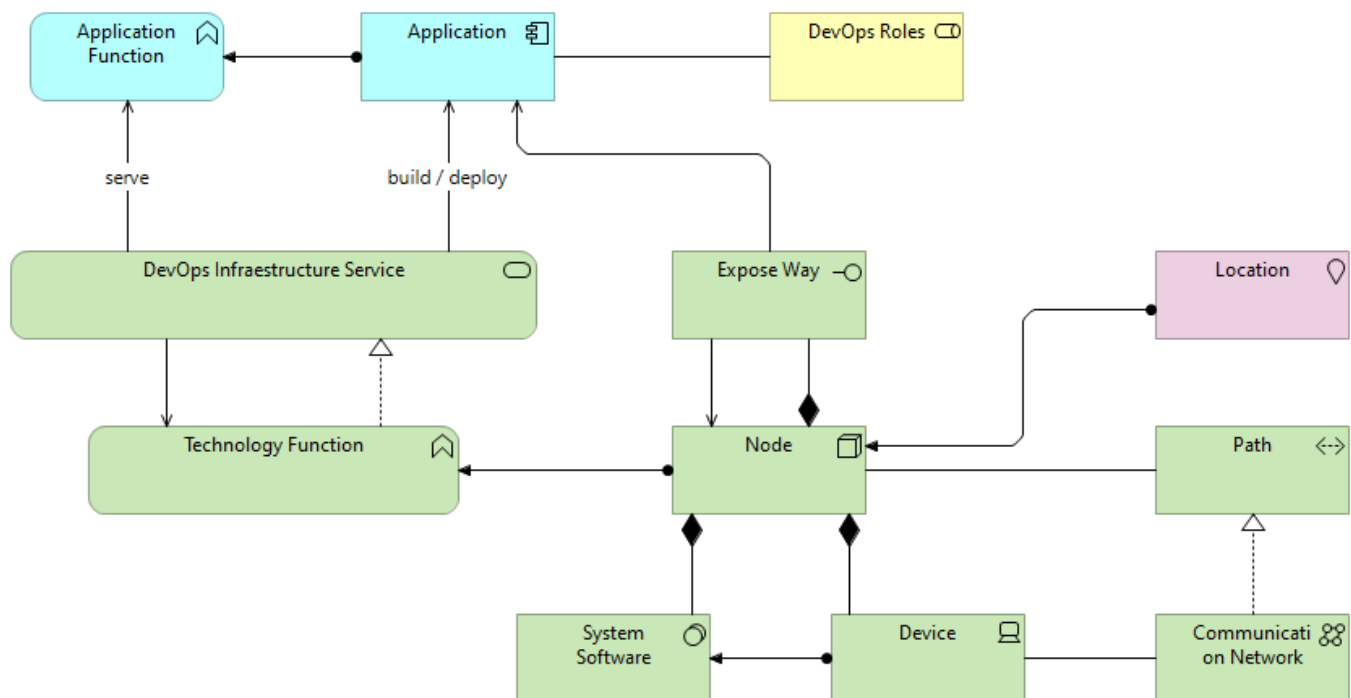 Application
Function
Application
DevOps Roles
serve
build / deploy
DevOps Infraestructure Service
Expose Way
Location
Technology Function
Node
Path
System
Software
Device
Communicati
on Network